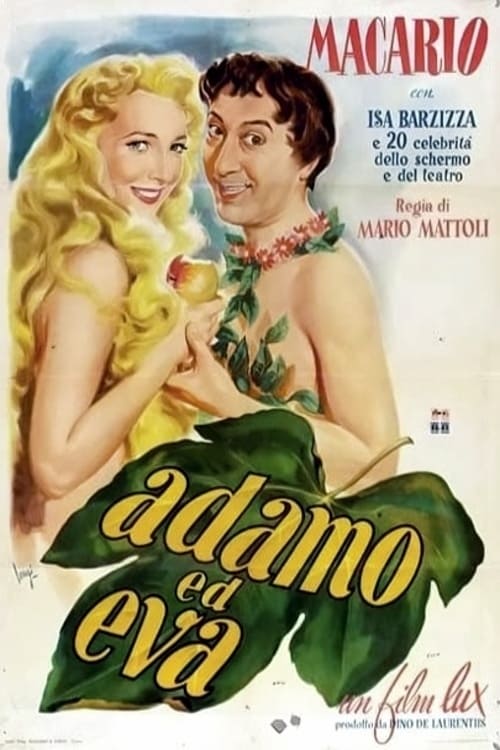 MACARIO
con
ISA BARZIZZA
e 20 celebrità
dello schermo
e del teatro
Regia di
MARIO MATTOLI
adamo
ed
eva
un film lux
prodotto da DINO DE LAURENTIIS